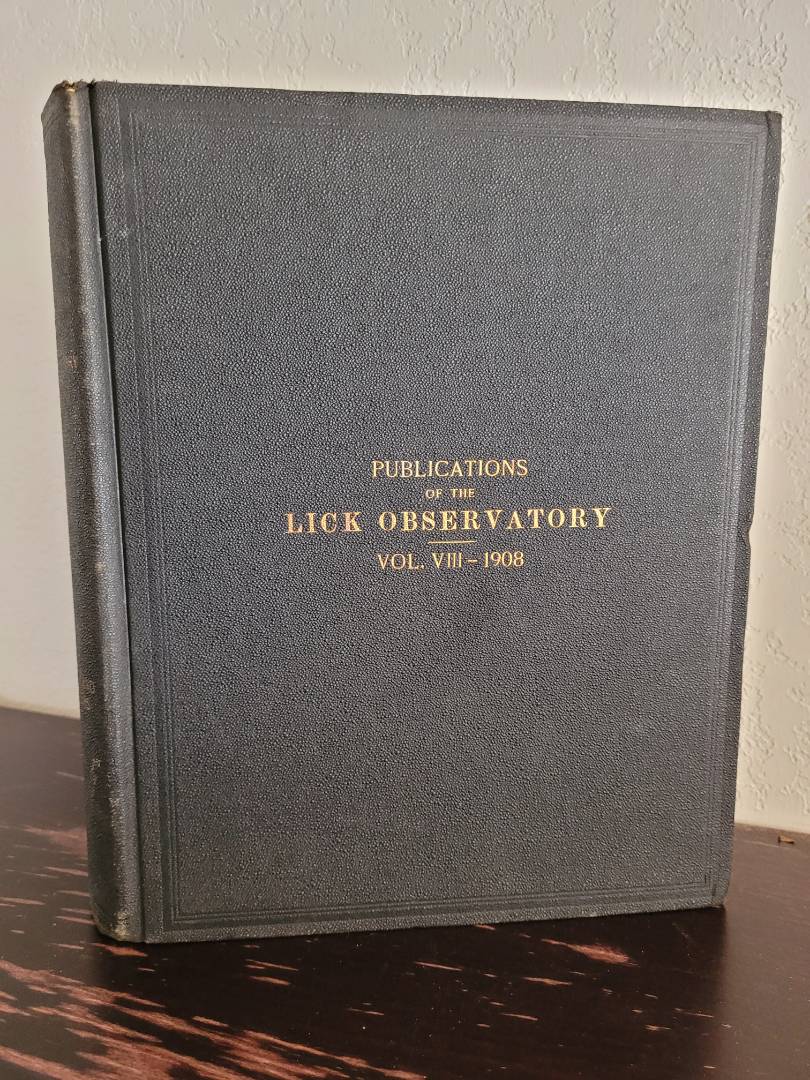 PUBLICATIONS
OF THE
LICK OBSERVATORY
VOL. VIII – 1908